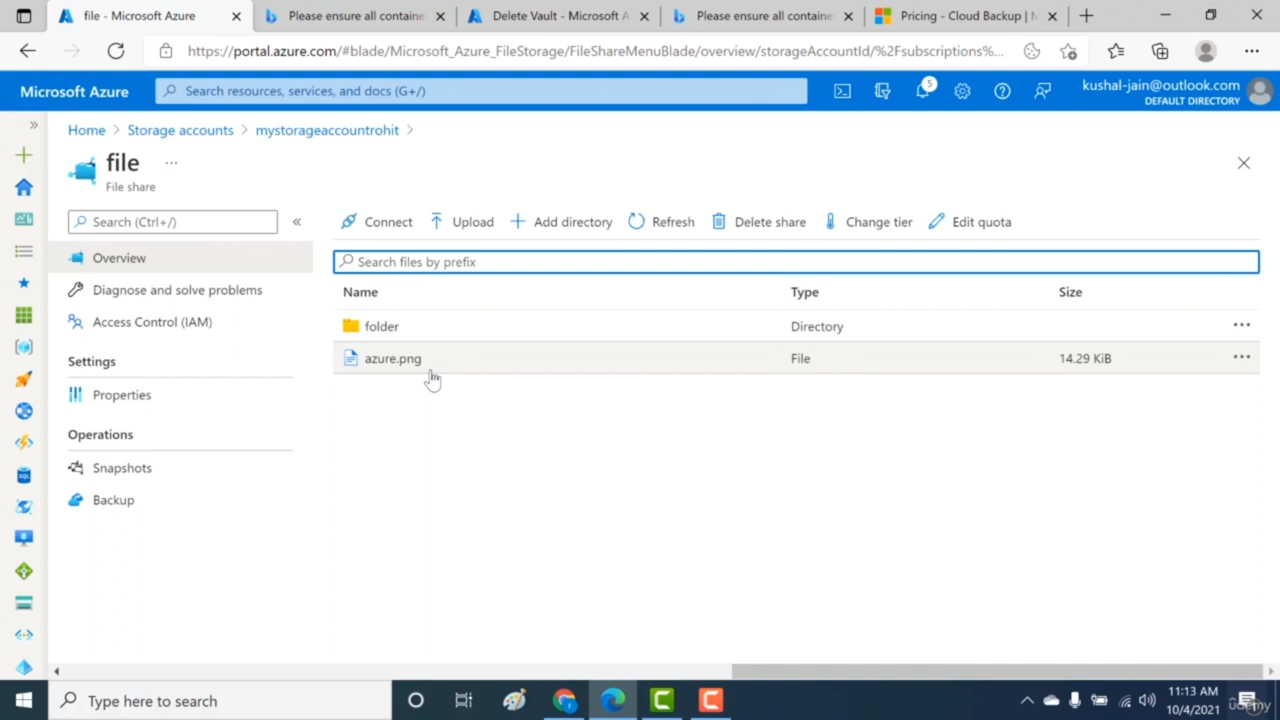 file - Microsoft Azure
Please ensure all containe
Delete Vault - Microsoft A
Please ensure all containe
Pricing - Cloud Backup |
https://portal.azure.com/#blade/Microsoft_Azure_FileStorage/FileShareMenuBlade/overview/storageAccountId/%2Fsubscriptions%...
Microsoft Azure
Search resources, services, and docs (G+/)
5
kushal-jain@outlook.com
DEFAULT DIRECTORY
Home > Storage accounts > mystorageaccountrohit >
file ...
File share
Search (Ctrl+/)
Connect
Upload
Add directory
Refresh
Delete share
Change tier
Edit quota
Overview
Search files by prefix
Diagnose and solve problems
Access Control (IAM)
Name
Type
Size
folder
Directory
azure.png
File
14.29 KiB
Settings
Properties
Operations
Snapshots
Backup
SQL
Type here to search
11:13 AM
10/4/2021
udemy